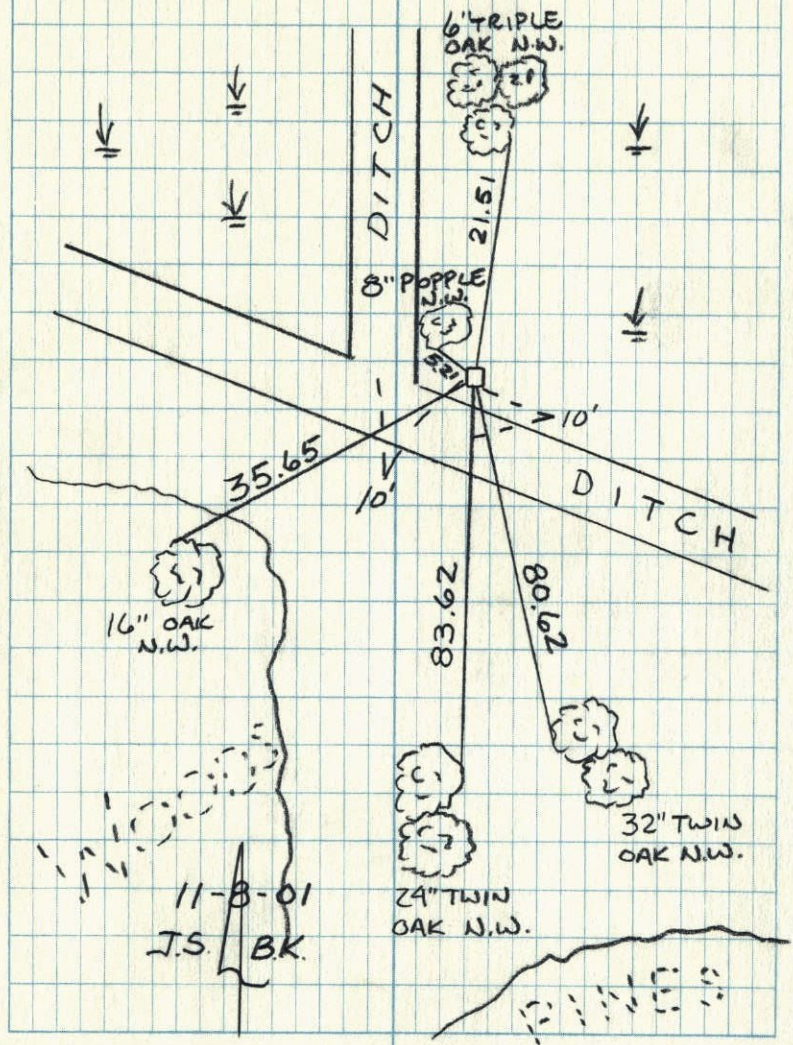 6" TRIPLE
OAK N.W.
DITCH
21.51
8" POPPLE
N.W.
5.21
10'
35.65
10'
DITCH
16" OAK
N.W.
83.62
80.62
32" TWIN
OAK N.W.
24" TWIN
OAK N.W.
WOODS
11-8-01
J.S. B.K.
PINES